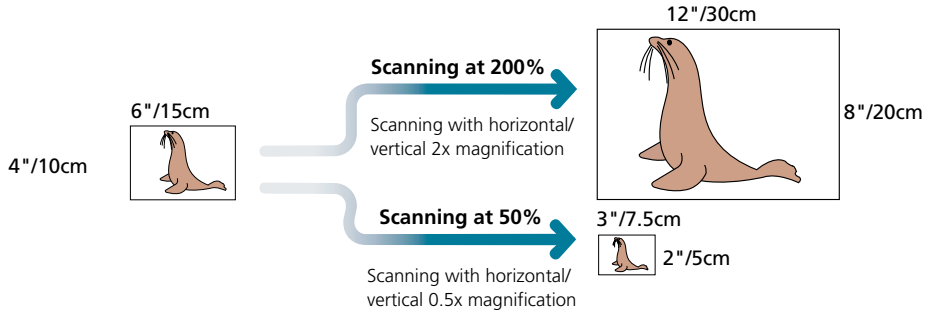 12"/30cm
Scanning at 200%
6"/15cm
8"/20cm
Scanning with horizontal/
vertical 2x magnification
4"/10cm
Scanning at 50%
3"/7.5cm
2"/5cm
Scanning with horizontal/
vertical 0.5x magnification